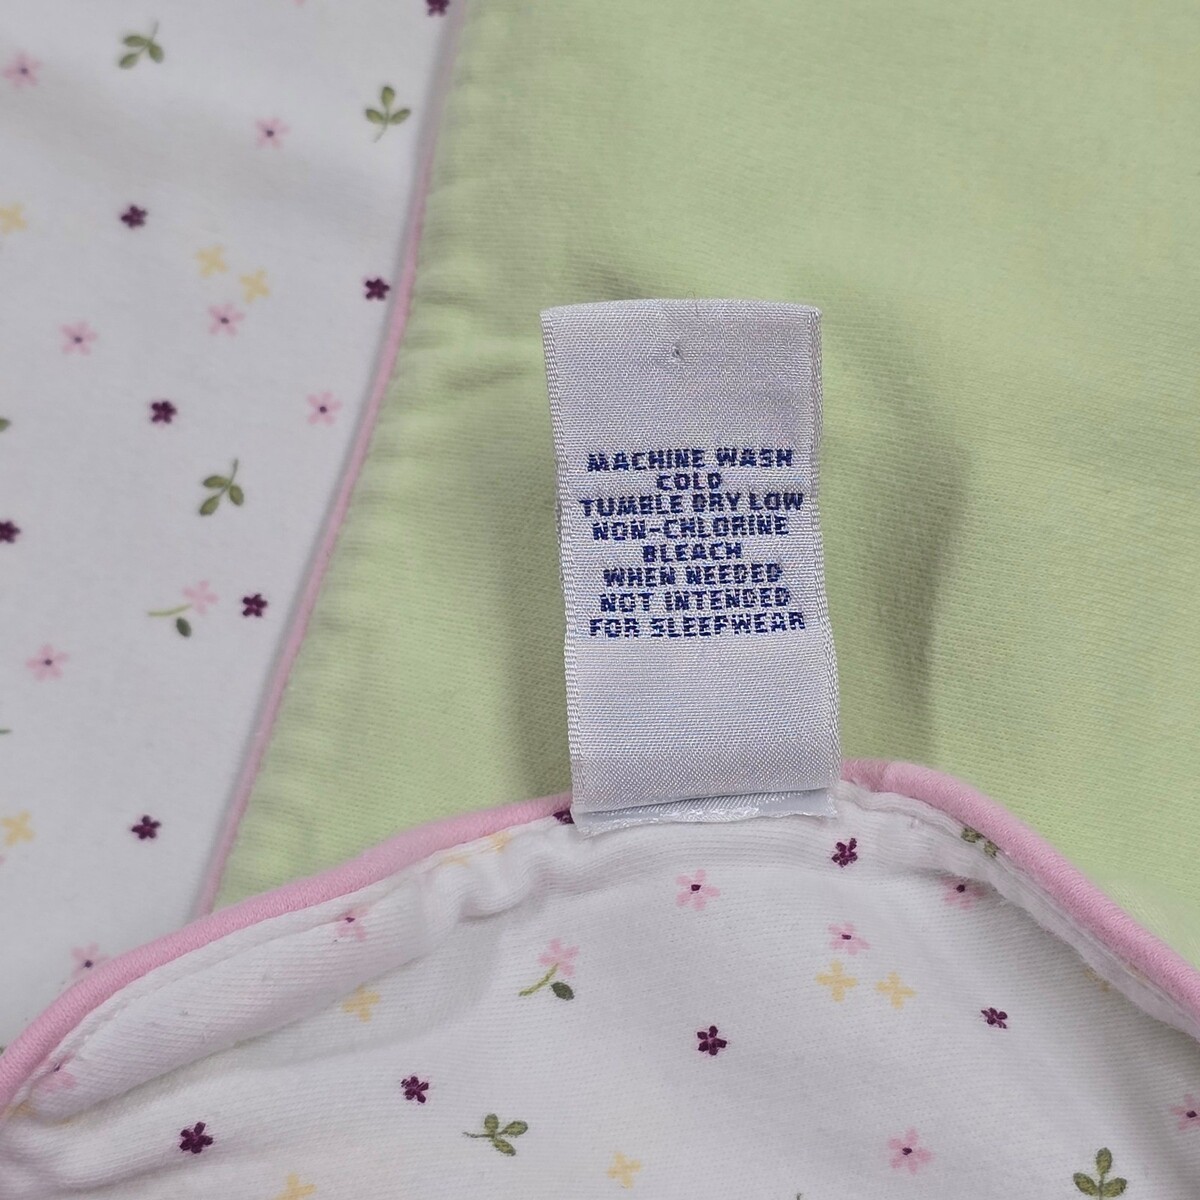 MACHINE WASH
COLD
TUMBLE DRY LOW
NON-CHLORINE
BLEACH
WHEN NEEDED
NOT INTENDED
FOR SLEEPWEAR